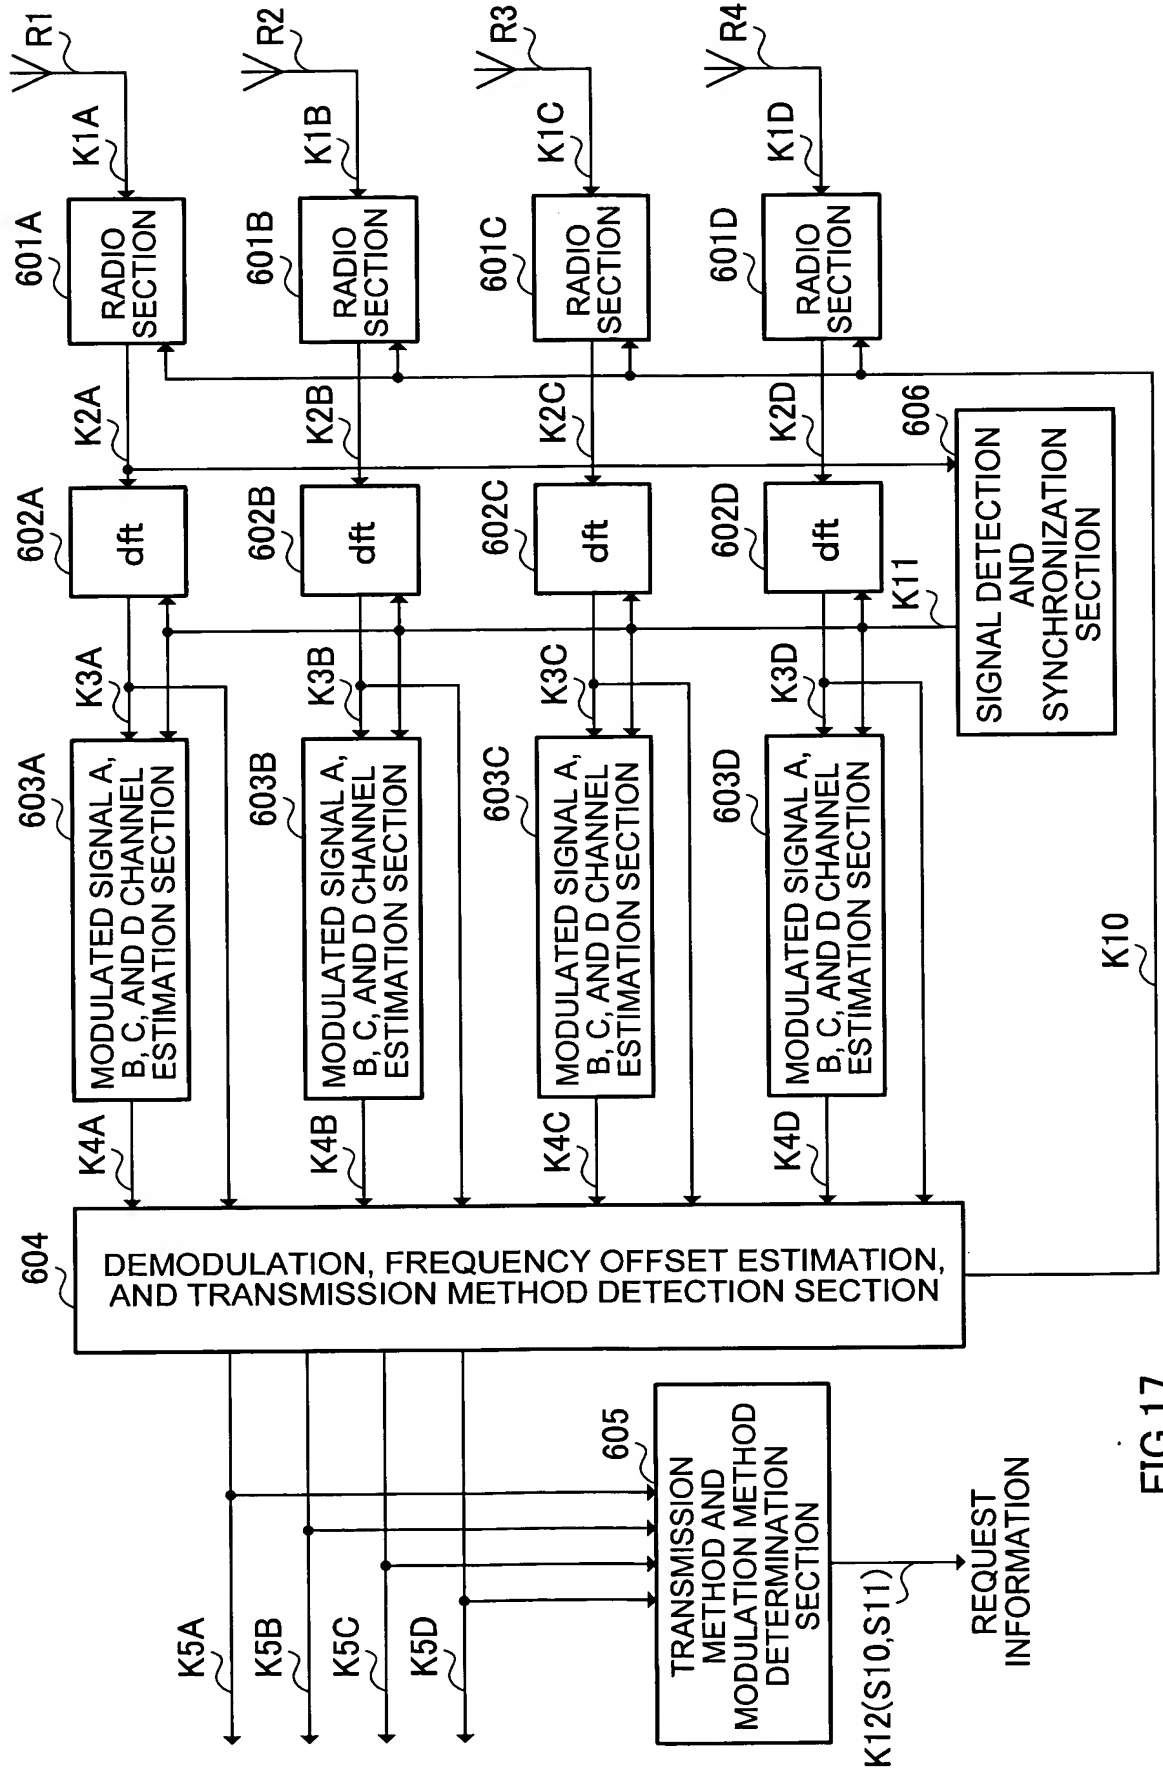 R1
K1A
601A
RADIO
SECTION
K2A
602A
dft
K3A
603A
MODULATED SIGNAL A,
B, C, AND D CHANNEL
ESTIMATION SECTION
K4A
R2
K1B
601B
RADIO
SECTION
K2B
602B
dft
K3B
603B
MODULATED SIGNAL A,
B, C, AND D CHANNEL
ESTIMATION SECTION
K4B
R3
K1C
601C
RADIO
SECTION
K2C
602C
dft
K3C
603C
MODULATED SIGNAL A,
B, C, AND D CHANNEL
ESTIMATION SECTION
K4C
R4
K1D
601D
RADIO
SECTION
K2D
602D
dft
K3D
603D
MODULATED SIGNAL A,
B, C, AND D CHANNEL
ESTIMATION SECTION
K4D
606
SIGNAL DETECTION
AND
SYNCHRONIZATION
SECTION
K11
K10
604
DEMODULATION, FREQUENCY OFFSET ESTIMATION,
AND TRANSMISSION METHOD DETECTION SECTION
K5A
K5B
K5C
K5D
605
TRANSMISSION
METHOD AND
MODULATION METHOD
DETERMINATION
SECTION
K12(S10,S11)
REQUEST
INFORMATION
FIG.17